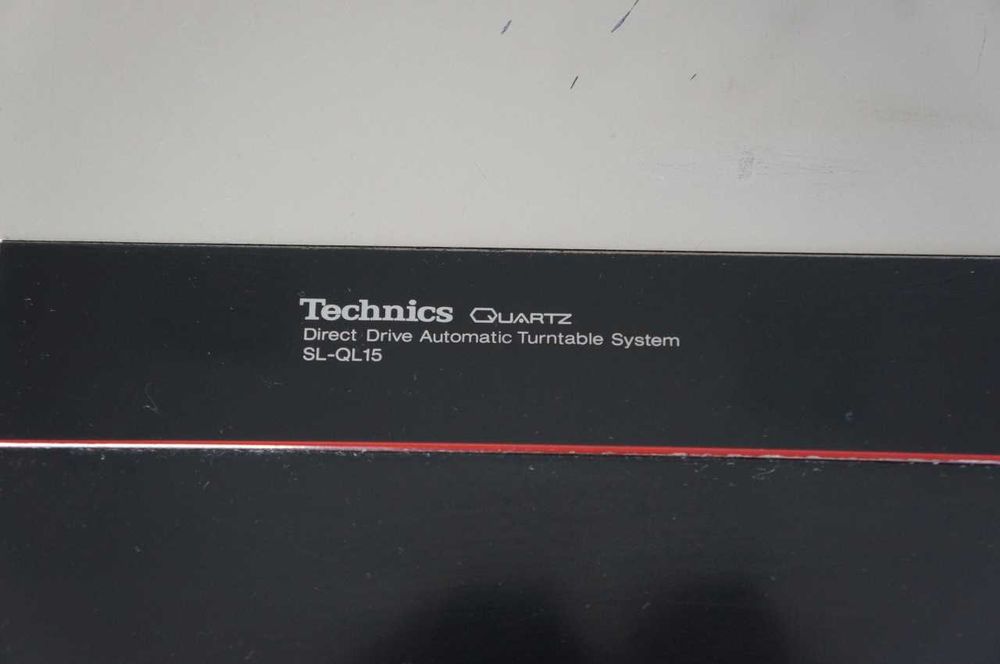 Technics QUARTZ
Direct Drive Automatic Turntable System
SL-QL15